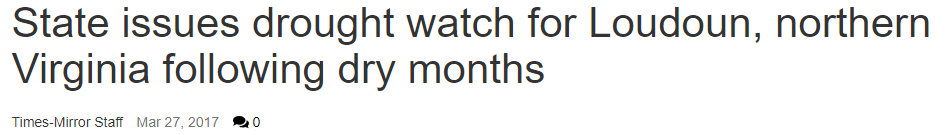 State issues drought watch for Loudoun, northern
Virginia following dry months
Times-Mirror Staff Mar 27, 2017 0